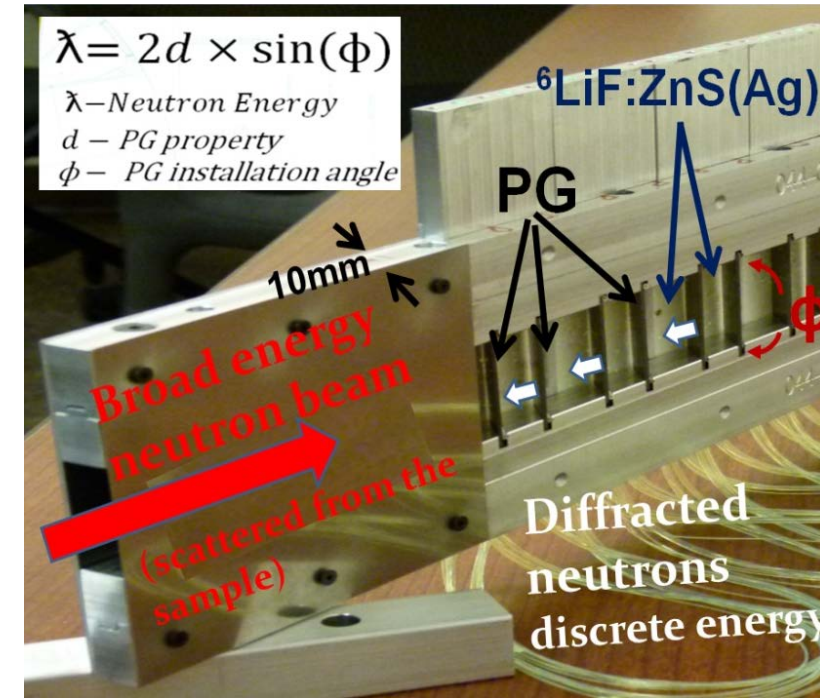 ƛ= 2d × sin(ϕ)
ƛ−Neutron Energy
d − PG property
ϕ− PG installation angle
⁶LiF:ZnS(Ag)
PG
10mm
ϕ
Broad energy
neutron beam
(scattered from the
sample)
Diffracted
neutrons
discrete energy